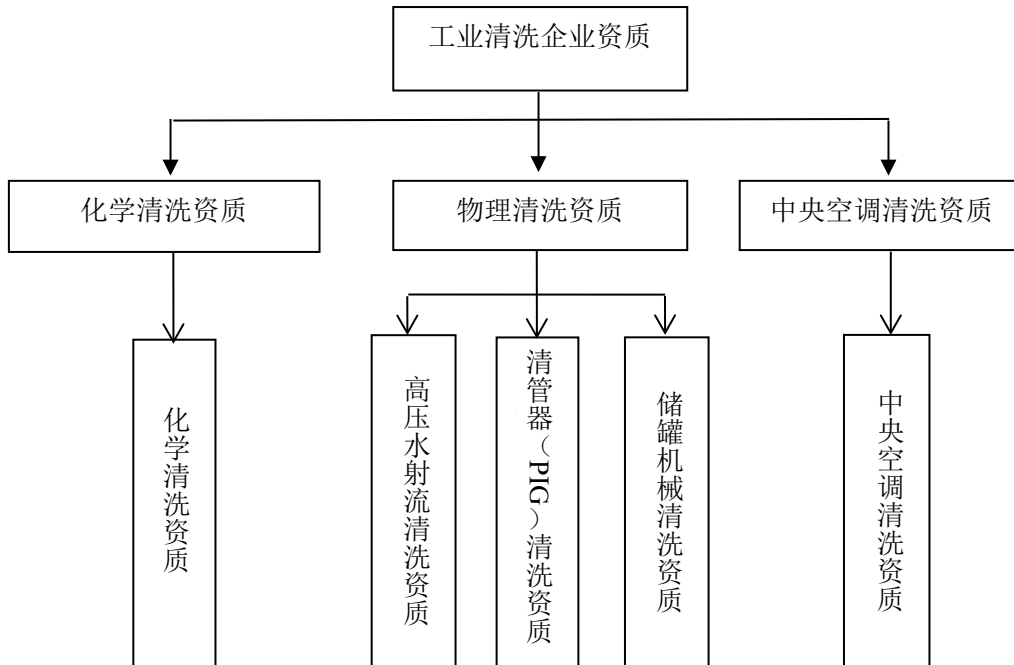 工业清洗企业资质
化学清洗资质
物理清洗资质
中央空调清洗资质
化学清洗资质
高压水射流清洗资质
清管器（PIG）清洗资质
储罐机械清洗资质
中央空调清洗资质